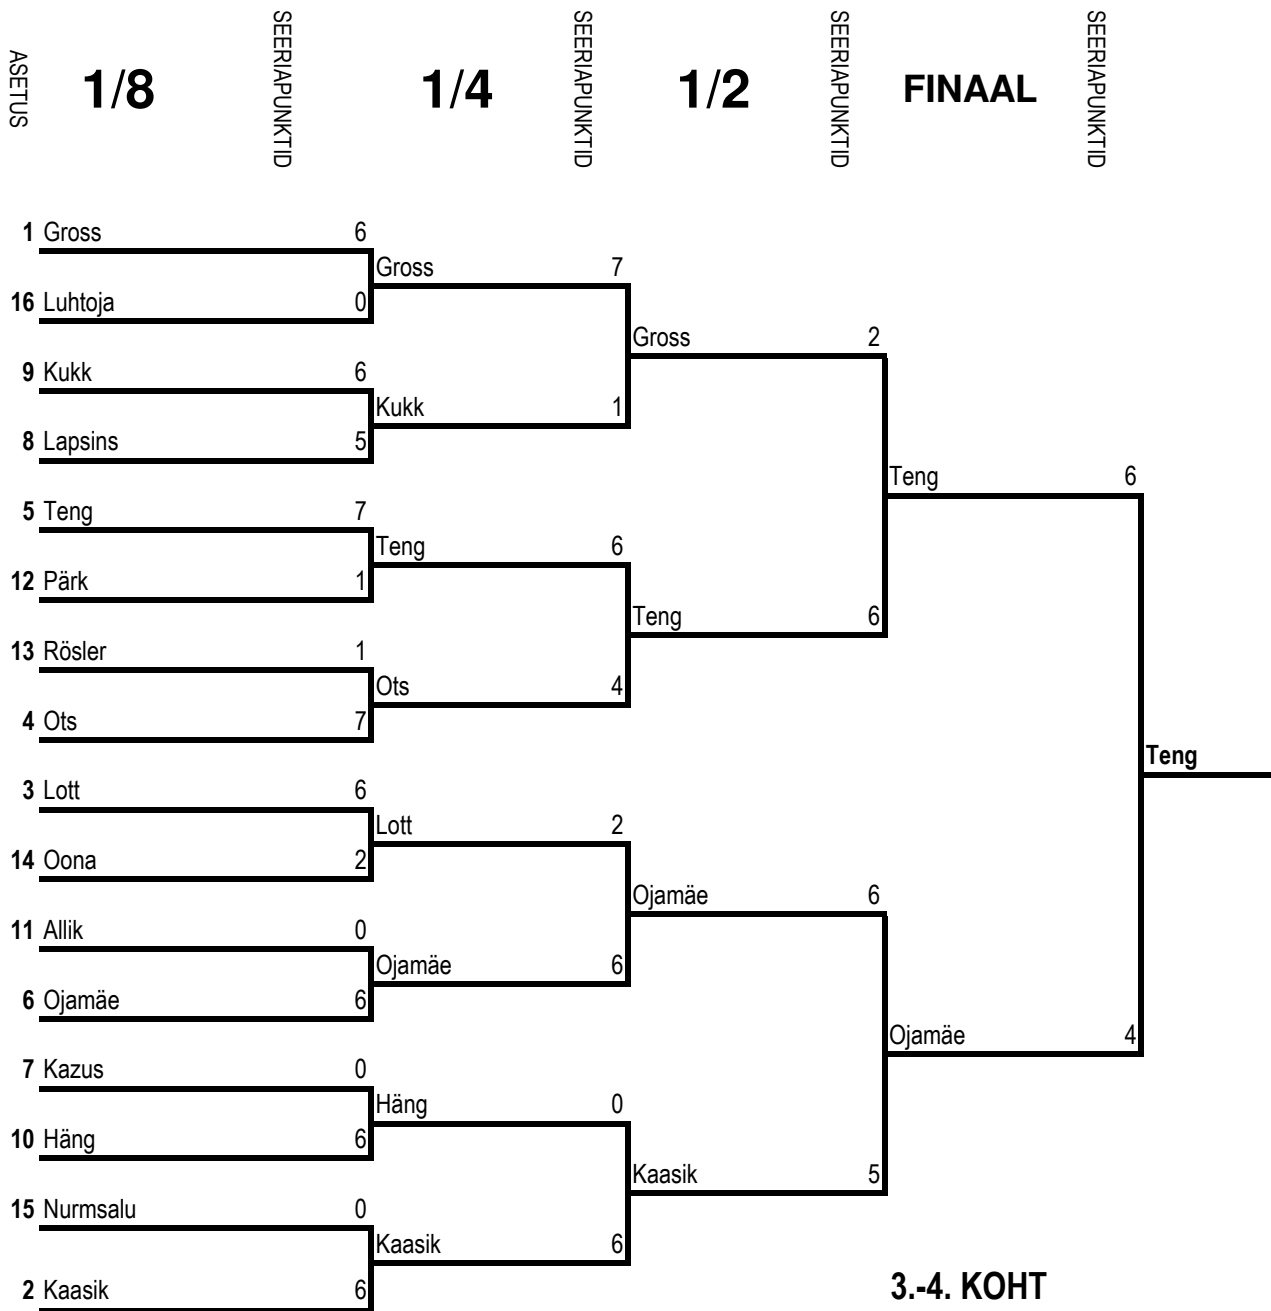 ASETUS 1/8 SEERIAPUNKTID 1/4 SEERIAPUNKTID 1/2 SEERIAPUNKTID FINAAL SEERIAPUNKTID
1 Gross 6
Gross 7
16 Luhtoja 0
Gross 2
9 Kukk 6
Kukk 1
8 Lapsins 5
Teng 6
5 Teng 7
Teng 6
12 Pärk 1
Teng 6
13 Rösler 1
Ots 4
4 Ots 7
Teng
3 Lott 6
Lott 2
14 Oona 2
Ojamäe 6
11 Allik 0
Ojamäe 6
6 Ojamäe 6
Ojamäe 4
7 Kazus 0
Häng 0
10 Häng 6
Kaasik 5
15 Nurmsalu 0
Kaasik 6
2 Kaasik 6
3.-4. KOHT